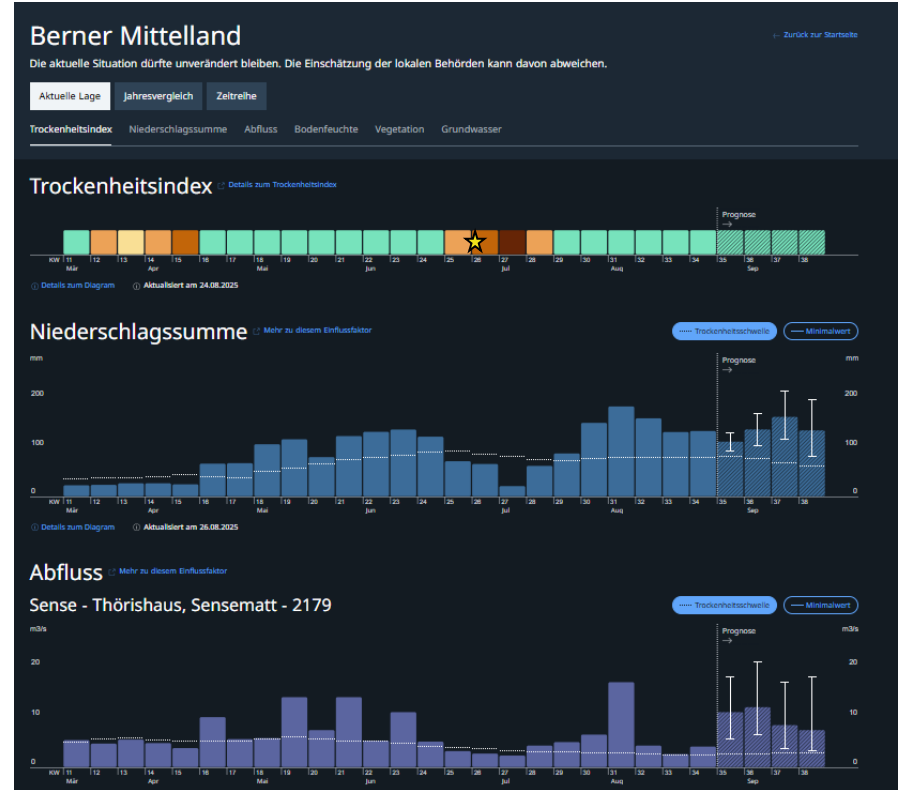 Berner Mittelland
← Zurück zur Startseite
Die aktuelle Situation dürfte unverändert bleiben. Die Einschätzung der lokalen Behörden kann davon abweichen.
Aktuelle Lage Jahresvergleich Zeitreihe
Trockenheitsindex Niederschlagssumme Abfluss Bodenfeuchte Vegetation Grundwasser
Trockenheitsindex Details zum Trockenheitsindex
Prognose
→
KW 11 12 13 14 15 16 17 18 19 20 21 22 23 24 25 26 27 28 29 30 31 32 33 34 35 36 37 38
Mär Apr Mai Jun Jul Aug Sep
Details zum Diagram Aktualisiert am 24.08.2025
Niederschlagssumme Mehr zu diesem Einflussfaktor
Trockenheitsschwelle Minimalwert
mm Prognose mm
→
200 200
100 100
0 0
KW 11 12 13 14 15 16 17 18 19 20 21 22 23 24 25 26 27 28 29 30 31 32 33 34 35 36 37 38
Mär Apr Mai Jun Jul Aug Sep
Details zum Diagram Aktualisiert am 26.08.2025
Abfluss Mehr zu diesem Einflussfaktor
Sense - Thörishaus, Sensematt - 2179
Trockenheitsschwelle Minimalwert
m3/s Prognose m3/s
→
20 20
10 10
0 0
KW 11 12 13 14 15 16 17 18 19 20 21 22 23 24 25 26 27 28 29 30 31 32 33 34 35 36 37 38
Mär Apr Mai Jun Jul Aug Sep